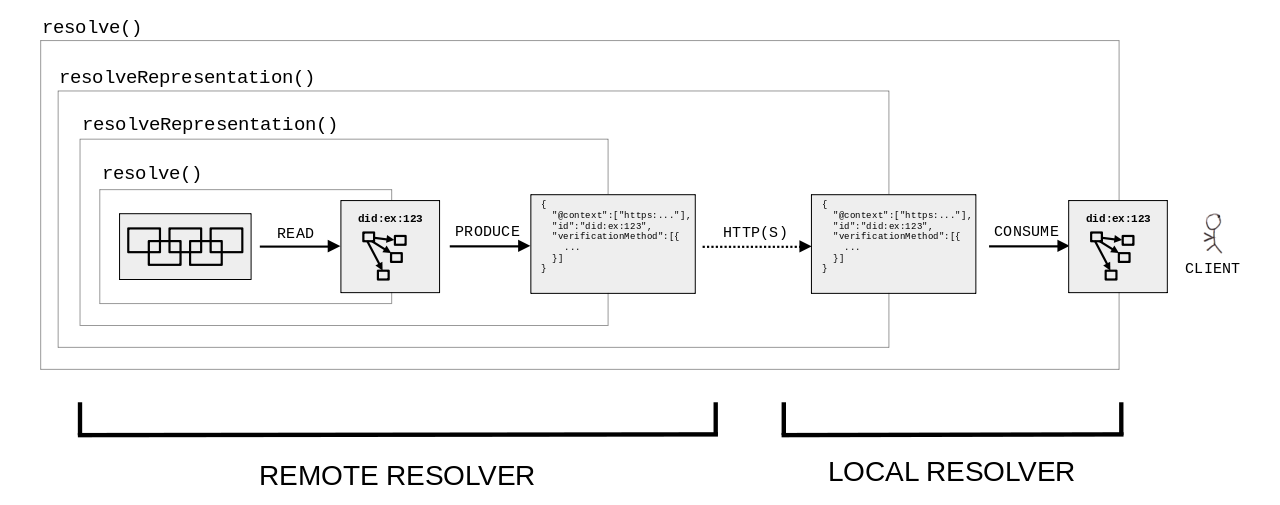 resolve()
resolveRepresentation()
resolveRepresentation()
resolve()
READ
did:ex:123
PRODUCE
{
"@context":["https:..."],
"id":"did:ex:123",
"verificationMethod":[{
...
}]
}
HTTP(S)
{
"@context":["https:..."],
"id":"did:ex:123",
"verificationMethod":[{
...
}]
}
CONSUME
did:ex:123
CLIENT
REMOTE RESOLVER
LOCAL RESOLVER